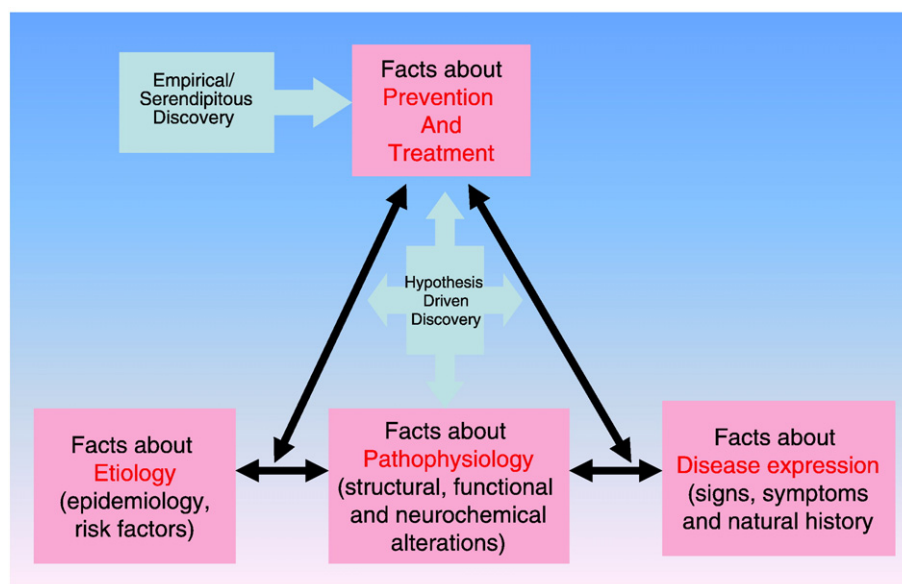 Empirical/
Serendipitous
Discovery
Facts about
Prevention
And
Treatment
Hypothesis
Driven
Discovery
Facts about
Etiology
(epidemiology,
risk factors)
Facts about
Pathophysiology
(structural, functional
and neurochemical
alterations)
Facts about
Disease expression
(signs, symptoms
and natural history